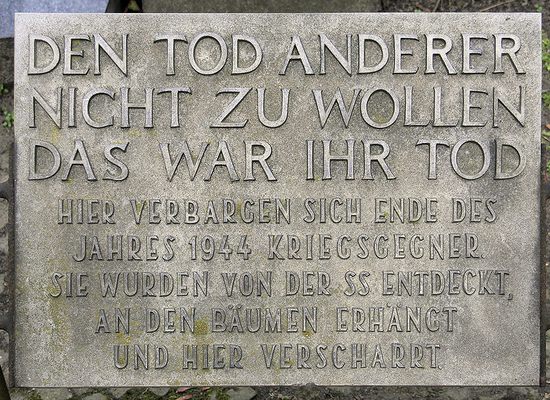 DEN TOD ANDERER
NICHT ZU WOLLEN
DAS WAR IHR TOD
HIER VERBARGEN SICH ENDE DES
JAHRES 1944 KRIEGSGEGNER.
SIE WURDEN VON DER SS ENTDECKT,
AN DEN BÄUMEN ERHÄNGT
UND HIER VERSCHARRT.